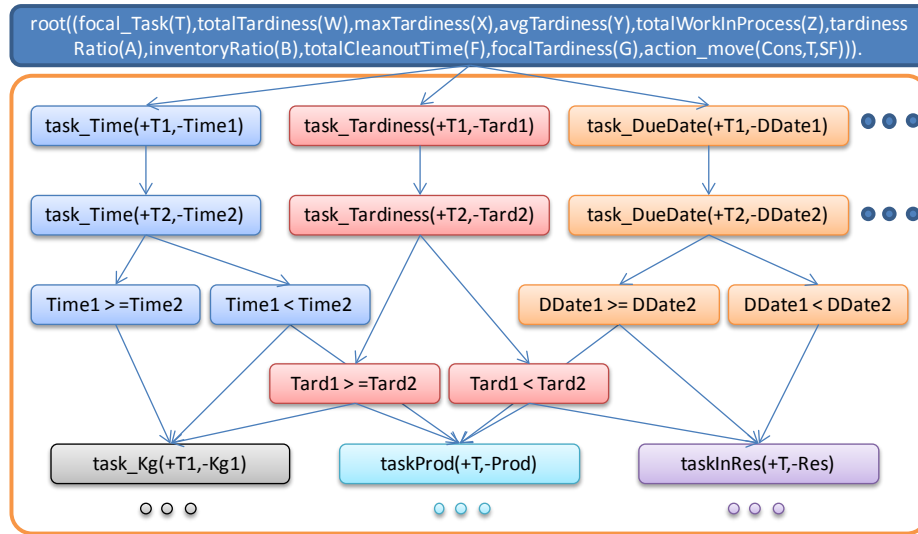 root((focal_Task(T),totalTardiness(W),maxTardiness(X),avgTardiness(Y),totalWorkInProcess(Z),tardiness
Ratio(A),inventoryRatio(B),totalCleanoutTime(F),focalTardiness(G),action_move(Cons,T,SF))).
task_Time(+T1,-Time1)
task_Tardiness(+T1,-Tard1)
task_DueDate(+T1,-DDate1)
task_Time(+T2,-Time2)
task_Tardiness(+T2,-Tard2)
task_DueDate(+T2,-DDate2)
Time1 >=Time2
Time1 < Time2
DDate1 >= DDate2
DDate1 < DDate2
Tard1 >=Tard2
Tard1 < Tard2
task_Kg(+T1,-Kg1)
taskProd(+T,-Prod)
taskInRes(+T,-Res)